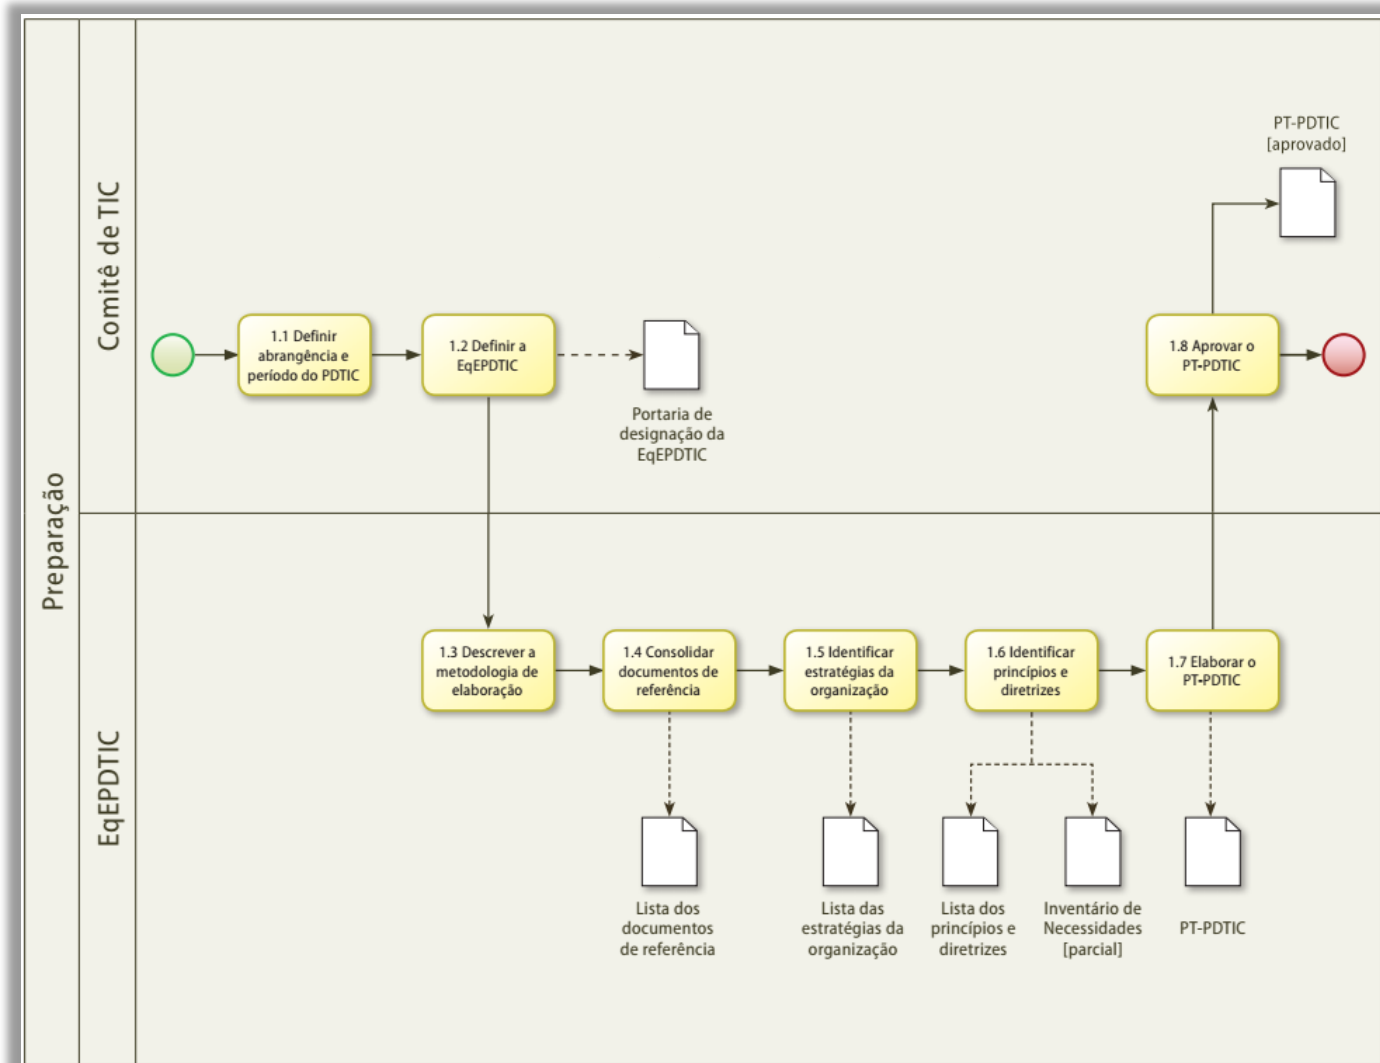 Preparação
Comitê de TIC
PT-PDTIC
[aprovado]
1.1 Definir
abrangência e
período do PDTIC
1.2 Definir a
EqEPDTIC
Portaria de
designação da
EqEPDTIC
1.8 Aprovar o
PT-PDTIC
EqEPDTIC
1.3 Descrever a
metodologia de
elaboração
1.4 Consolidar
documentos de
referência
1.5 Identificar
estratégias da
organização
1.6 Identificar
princípios e
diretrizes
1.7 Elaborar o
PT-PDTIC
Lista dos
documentos
de referência
Lista das
estratégias da
organização
Lista dos
princípios e
diretrizes
Inventário de
Necessidades
[parcial]
PT-PDTIC